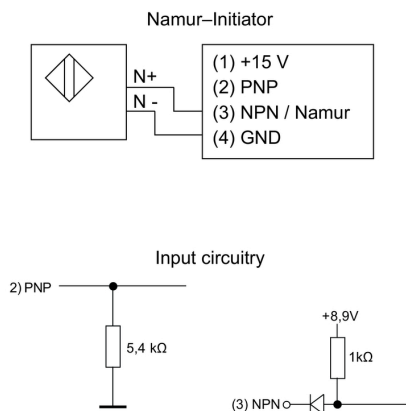 Namur–Initiator
N+
N -
(1) +15 V
(2) PNP
(3) NPN / Namur
(4) GND
Input circuitry
2) PNP
5,4 kΩ
+8,9V
1kΩ
(3) NPN